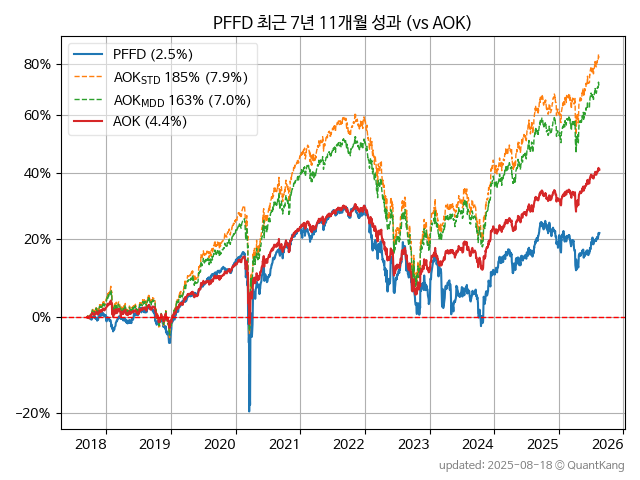 PFFD 최근 7년 11개월 성과 (vs AOK)
PFFD (2.5%)
AOKSTD 185% (7.9%)
AOKMDD 163% (7.0%)
AOK (4.4%)
80%
60%
40%
20%
0%
−20%
2018 2019 2020 2021 2022 2023 2024 2025 2026
updated: 2025-08-18 © QuantKang